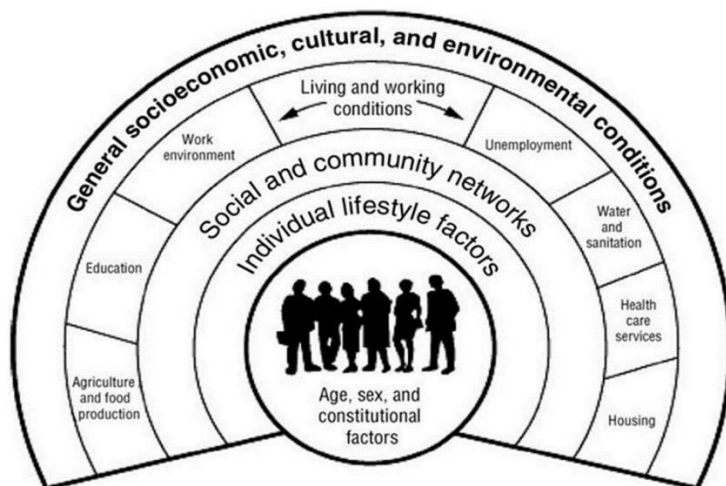 General socioeconomic, cultural, and environmental conditions
Living and working
conditions
Work
environment
Unemployment
Education
Water
and
sanitation
Agriculture
and food
production
Health
care
services
Housing
Social and community networks
Individual lifestyle factors
Age, sex, and
constitutional
factors